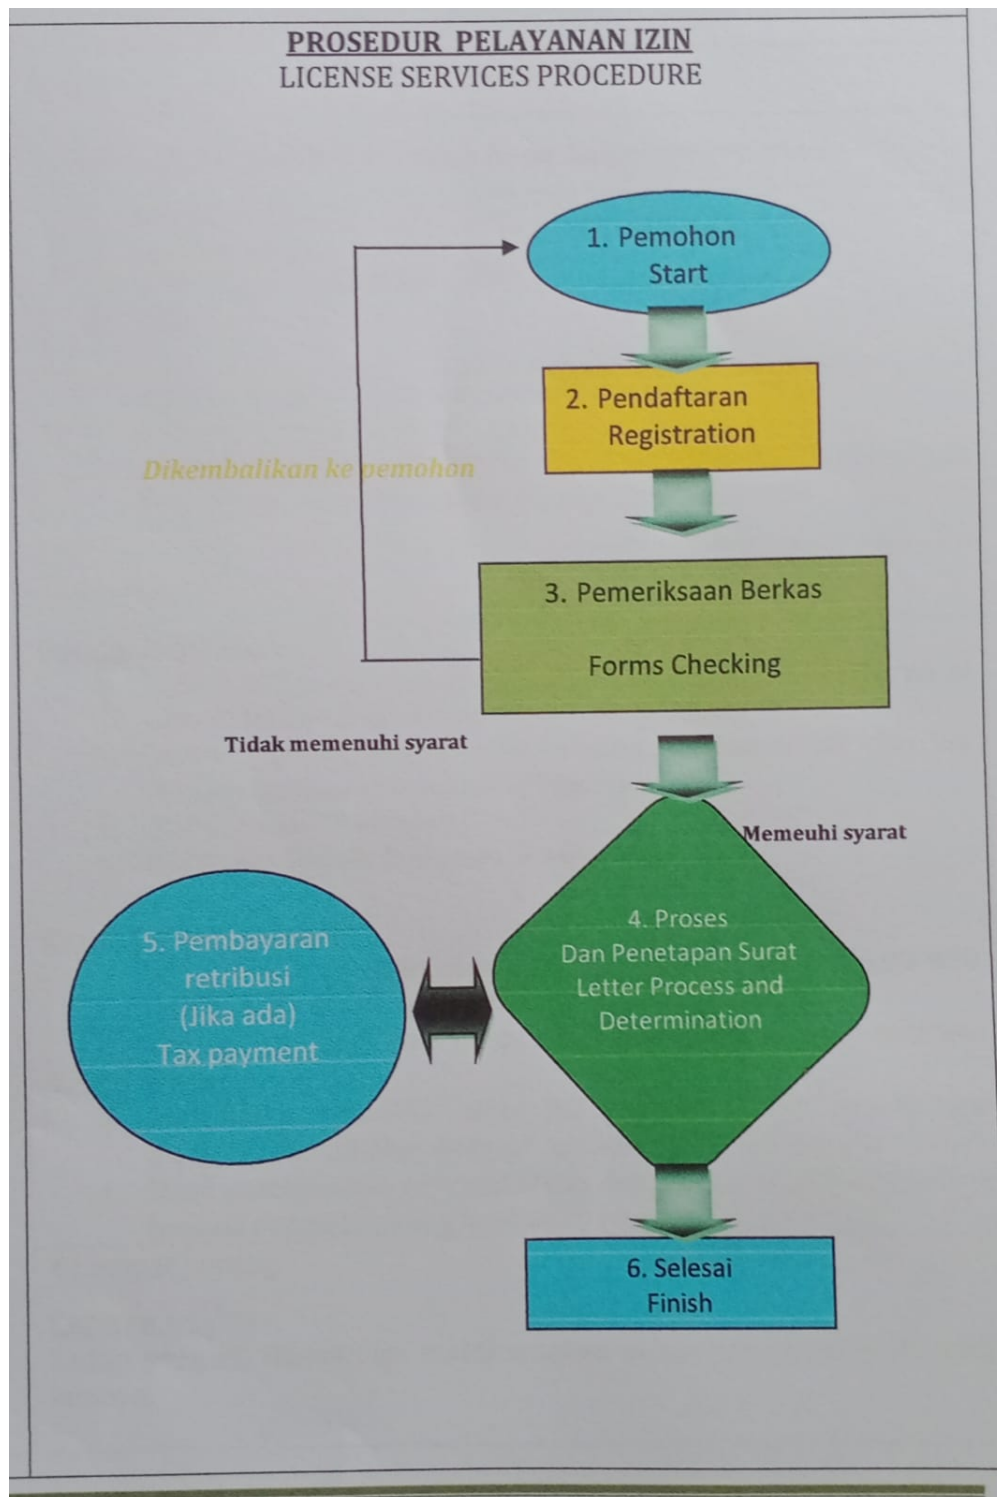 PROSEDUR PELAYANAN IZIN
LICENSE SERVICES PROCEDURE
1. Pemohon
Start
2. Pendaftaran
Registration
Dikembalikan ke pemohon
3. Pemeriksaan Berkas
Forms Checking
Tidak memenuhi syarat
Memeuhi syarat
4. Proses
Dan Penetapan Surat
Letter Process and
Determination
5. Pembayaran
retribusi
(Jika ada)
Tax payment
6. Selesai
Finish